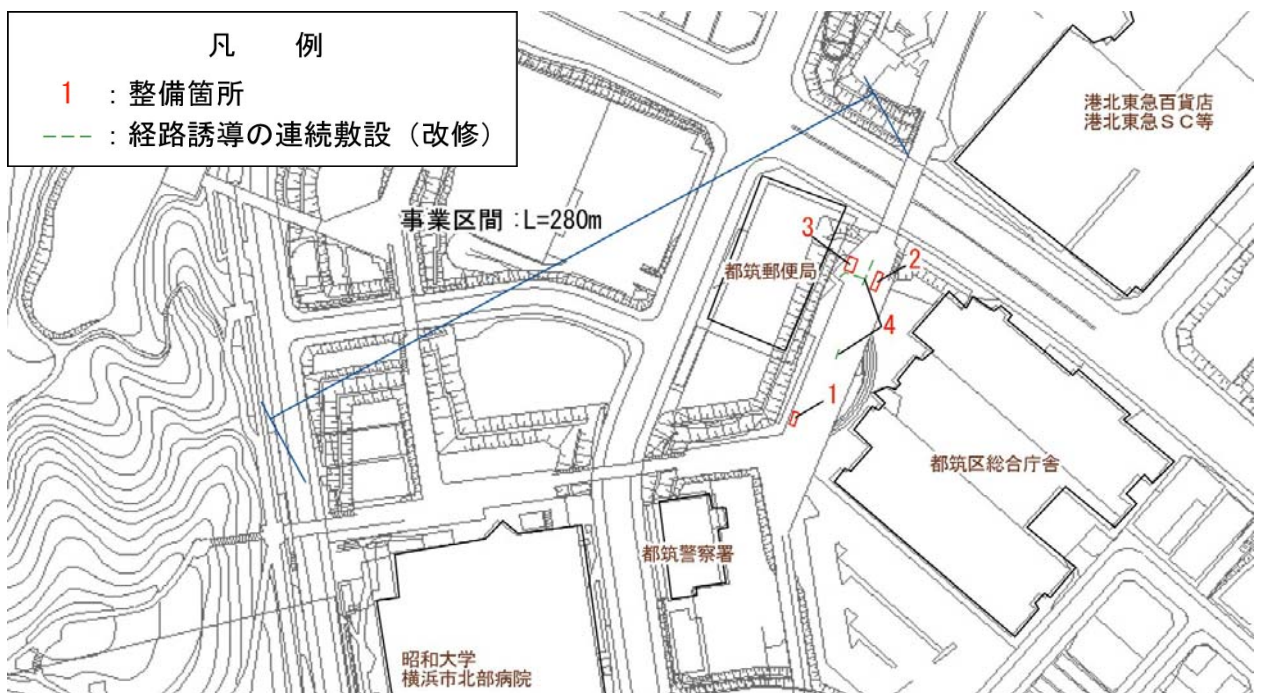 凡 例
1 : 整備箇所
--- : 経路誘導の連続敷設（改修）
港北東急百貨店
港北東急ＳＣ等
事業区間：L=280m
3
2
都筑郵便局
4
1
都筑区総合庁舎
都筑警察署
昭和大学
横浜市北部病院